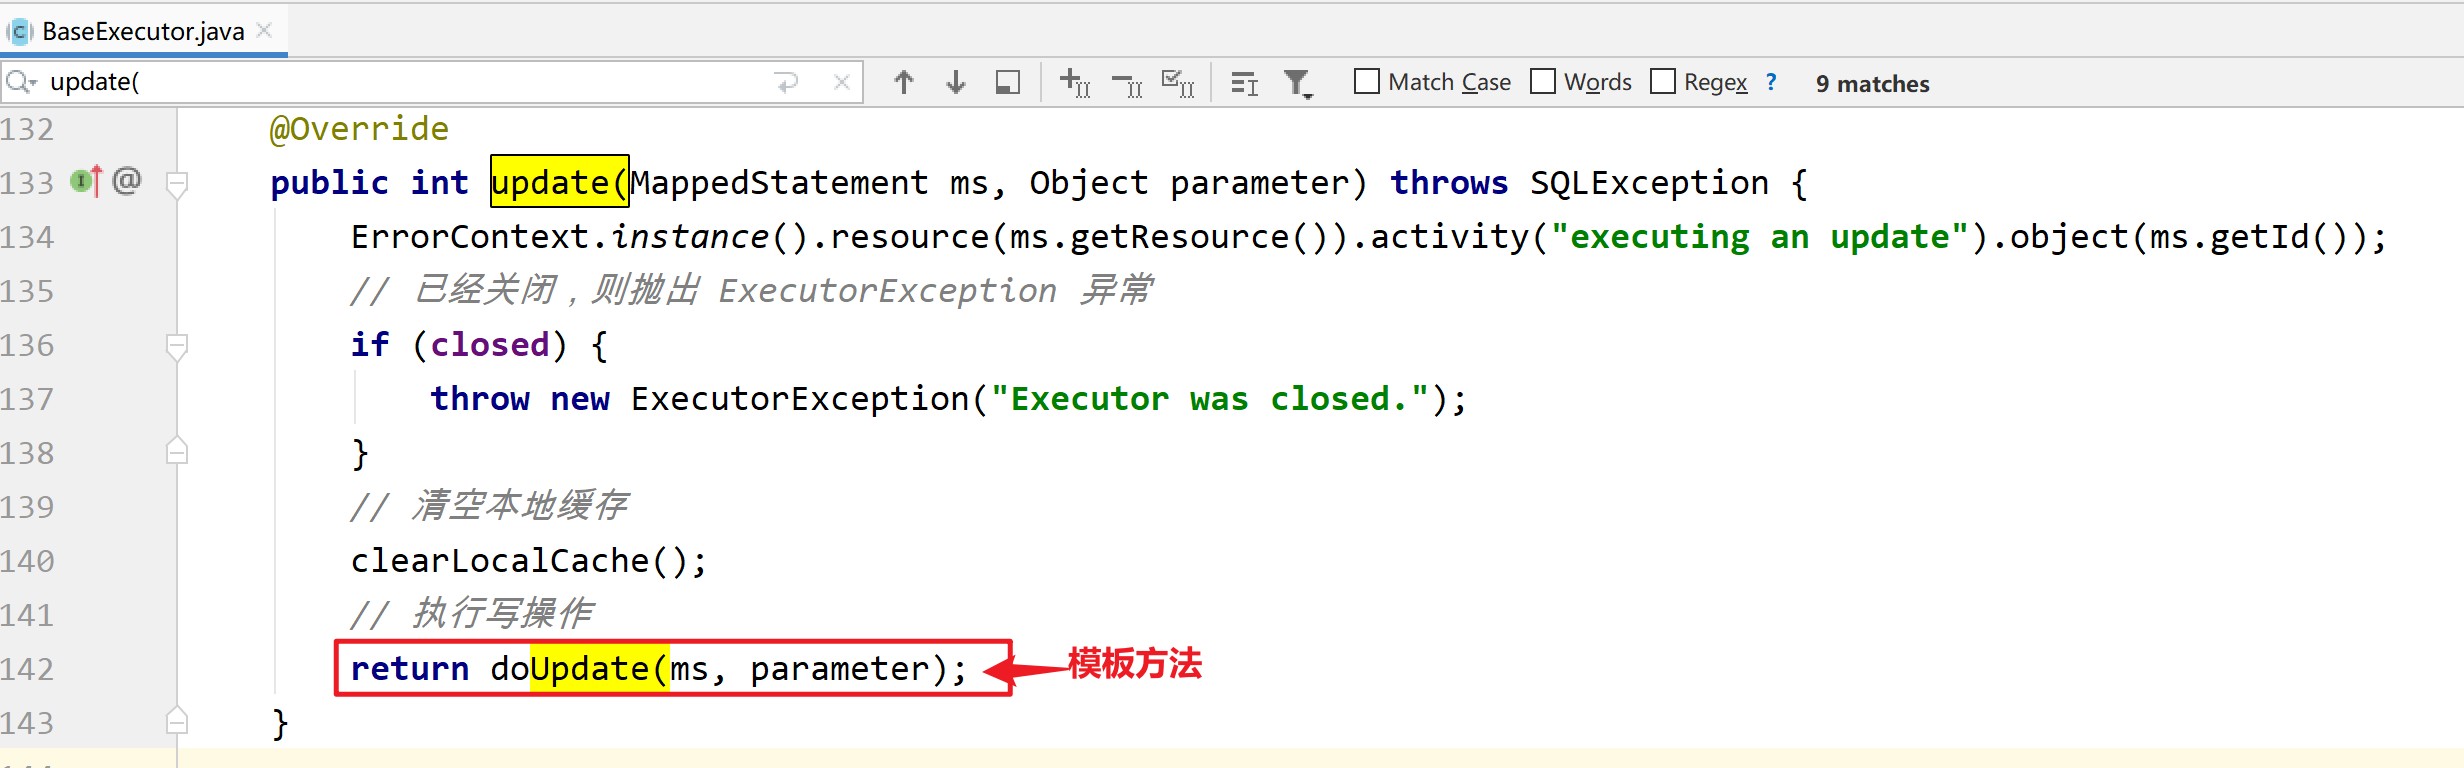 BaseExecutor.java
update(
Match Case Words Regex ? 9 matches
132 @Override
133 public int update(MappedStatement ms, Object parameter) throws SQLException {
134 ErrorContext.instance().resource(ms.getResource()).activity("executing an update").object(ms.getId());
135 // 已经关闭，则抛出 ExecutorException 异常
136 if (closed) {
137 throw new ExecutorException("Executor was closed.");
138 }
139 // 清空本地缓存
140 clearLocalCache();
141 // 执行写操作
142 return doUpdate(ms, parameter); 模板方法
143 }